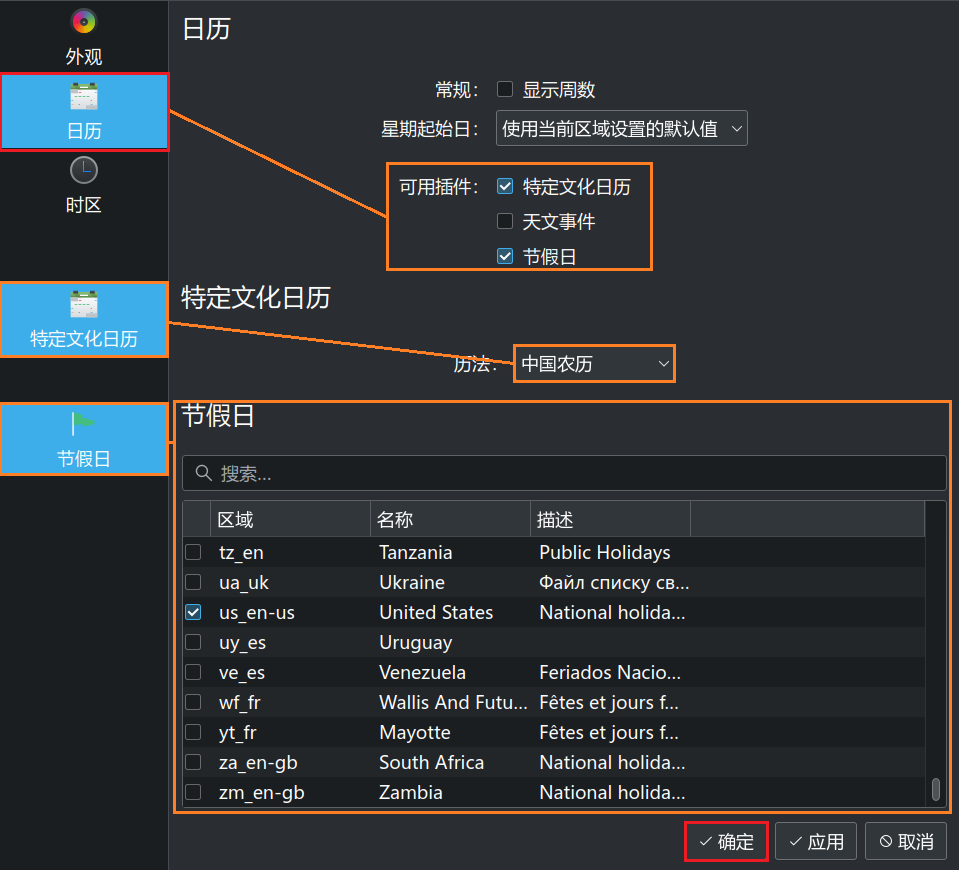 外观
日历
时区
特定文化日历
节假日
日历
常规： 显示周数
星期起始日： 使用当前区域设置的默认值
可用插件： 特定文化日历
天文事件
节假日
特定文化日历
历法： 中国农历
节假日
搜索...
区域 名称 描述
tz_en Tanzania Public Holidays
ua_uk Ukraine Файл списку св...
us_en-us United States National holida...
uy_es Uruguay
ve_es Venezuela Feriados Nacio...
wf_fr Wallis And Futu... Fêtes et jours f...
yt_fr Mayotte Fêtes et jours f...
za_en-gb South Africa National holida...
zm_en-gb Zambia National holida...
确定 应用 取消